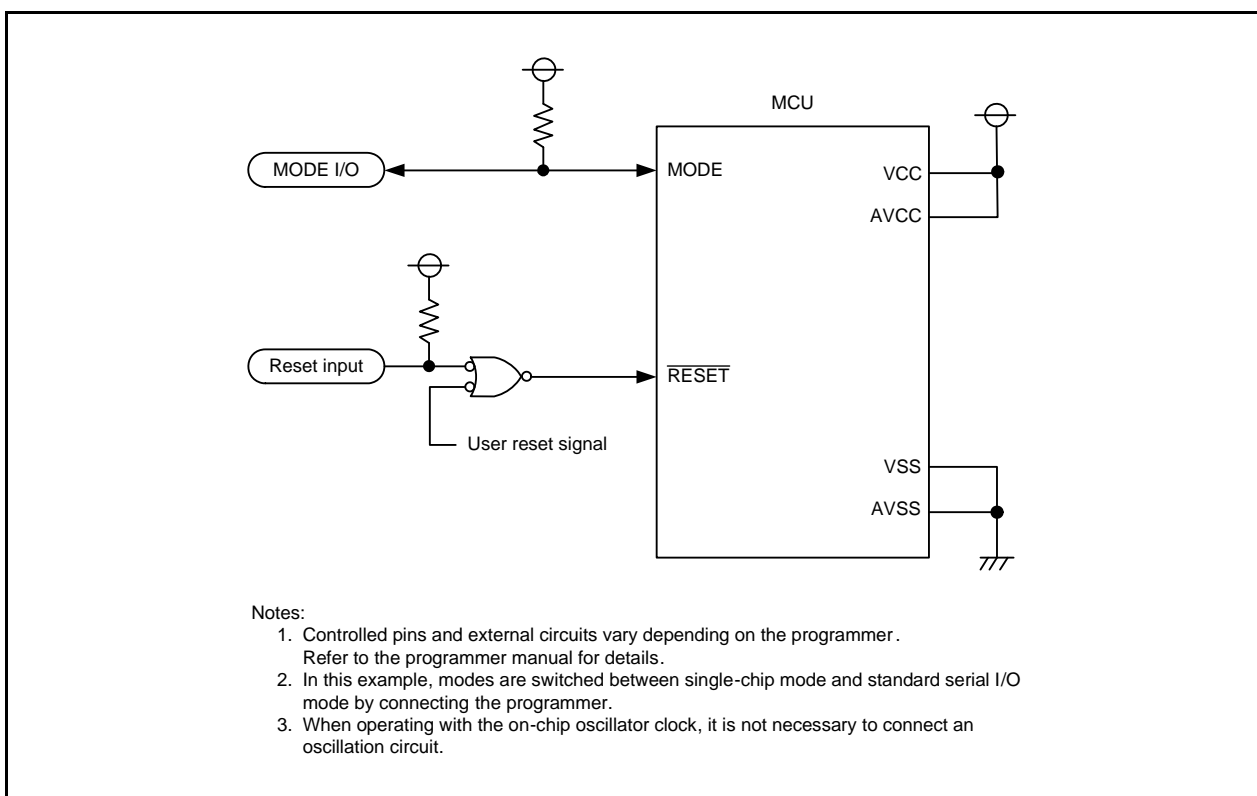 MCU
MODE I/O
MODE
VCC
AVCC
Reset input
RESET
User reset signal
VSS
AVSS
Notes:
1. Controlled pins and external circuits vary depending on the programmer.
Refer to the programmer manual for details.
2. In this example, modes are switched between single-chip mode and standard serial I/O
mode by connecting the programmer.
3. When operating with the on-chip oscillator clock, it is not necessary to connect an
oscillation circuit.